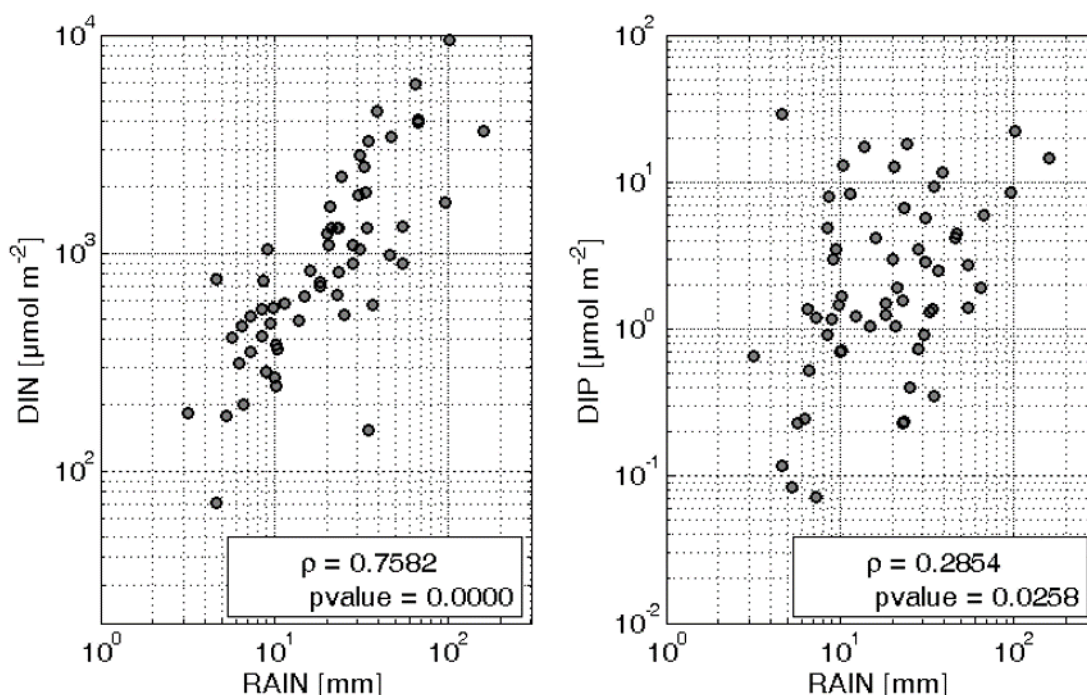 10^4
10^3
10^2
DIN [µmol m^-2]
ρ = 0.7582
pvalue = 0.0000
10^0 10^1 10^2
RAIN [mm]
10^2
10^1
10^0
10^-1
10^-2
DIP [µmol m^-2]
ρ = 0.2854
pvalue = 0.0258
10^0 10^1 10^2
RAIN [mm]